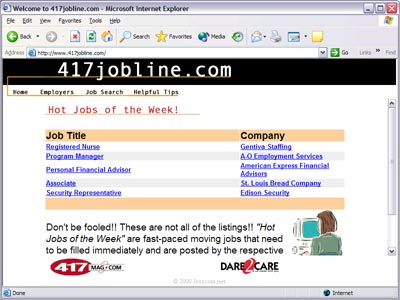 Welcome to 417jobline.com - Microsoft Internet Explorer
File Edit View Favorites Tools Help
Back Search Favorites Media
Address http://www.417jobline.com/ Go Links
417jobline.com
Home Employers Job Search Helpful Tips
Hot Jobs of the Week!
Job Title Company
Registered Nurse Gentiva Staffing
Program Manager A-O Employment Services
Personal Financial Advisor American Express Financial
Advisors
Associate St. Louis Bread Company
Security Representative Edison Security
Don't be fooled!! These are not all of the listings!! "Hot
Jobs of the Week" are fast-paced moving jobs that need
to be filled immediately and are posted by the respective
417 MAG.COM DARE2CARE
Done Internet